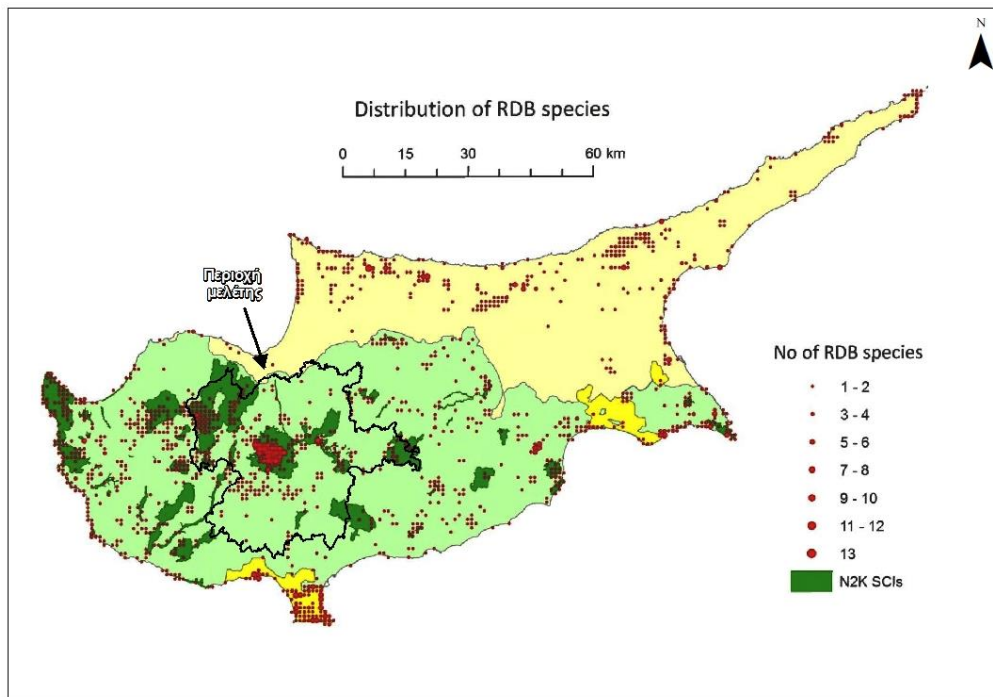 N
Distribution of RDB species
0 15 30 60 km
Περιοχή
μελέτης
No of RDB species
1 - 2
3 - 4
5 - 6
7 - 8
9 - 10
11 - 12
13
N2K SCIs